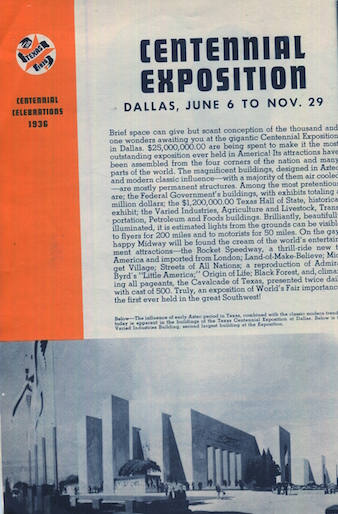 TEXAS
1936
CENTENNIAL
CELEBRATIONS
1936
CENTENNIAL
EXPOSITION
DALLAS, JUNE 6 TO NOV. 29
Brief space can give but scant conception of the thousand and
one wonders awaiting you at the gigantic Centennial Exposition
in Dallas. $25,000,000.00 are being spent to make it the most
outstanding exposition ever held in America! Its attractions have
been assembled from the four corners of the nation and many
parts of the world. The magnificent buildings, designed in Aztec
and modern classic influence—with a majority of them air cooled
—are mostly permanent structures. Among the most pretentious
are; the Federal Government's buildings, with exhibits totaling a
million dollars; the $1,200,000.00 Texas Hall of State, historical
exhibit; the Varied Industries, Agriculture and Livestock, Trans
portation, Petroleum and Foods buildings. Brilliantly, beautifully
illuminated, it is estimated lights from the grounds can be visible
to flyers for 200 miles and to motorists for 50 miles. On the gay,
happy Midway will be found the cream of the world's entertain
ment attractions—the Rocket Speedway, a thrill-ride new to
America and imported from London; Land-of-Make-Believe; Mid
get Village; Streets of All Nations; a reproduction of Admiral
Byrd's "Little America;" Origin of Life; Black Forest, and, climax
ing all pageants, the Cavalcade of Texas, presented twice daily
with cast of 500. Truly, an exposition of World's Fair importance
the first ever held in the great Southwest!
Below—The influence of early Aztec period in Texas, combined with the classic modern trend
today is apparent in the buildings of the Texas Centennial Exposition at Dallas. Below is
Varied Industries Building, second largest building at the Exposition.